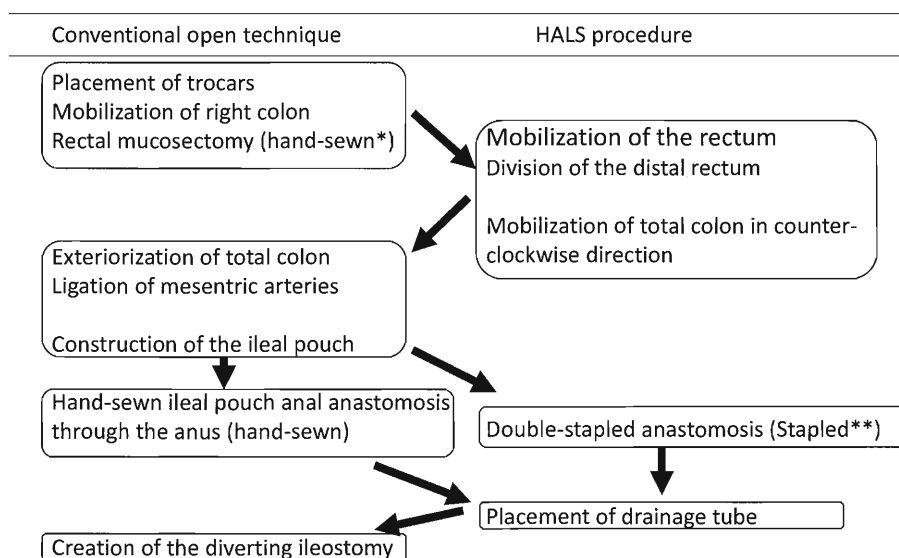 Conventional open technique
HALS procedure
Placement of trocars
Mobilization of right colon
Rectal mucosectomy (hand-sewn*)
Mobilization of the rectum
Division of the distal rectum
Mobilization of total colon in counter-
clockwise direction
Exteriorization of total colon
Ligation of mesentric arteries
Construction of the ileal pouch
Hand-sewn ileal pouch anal anastomosis
through the anus (hand-sewn)
Double-stapled anastomosis (Stapled**)
Placement of drainage tube
Creation of the diverting ileostomy